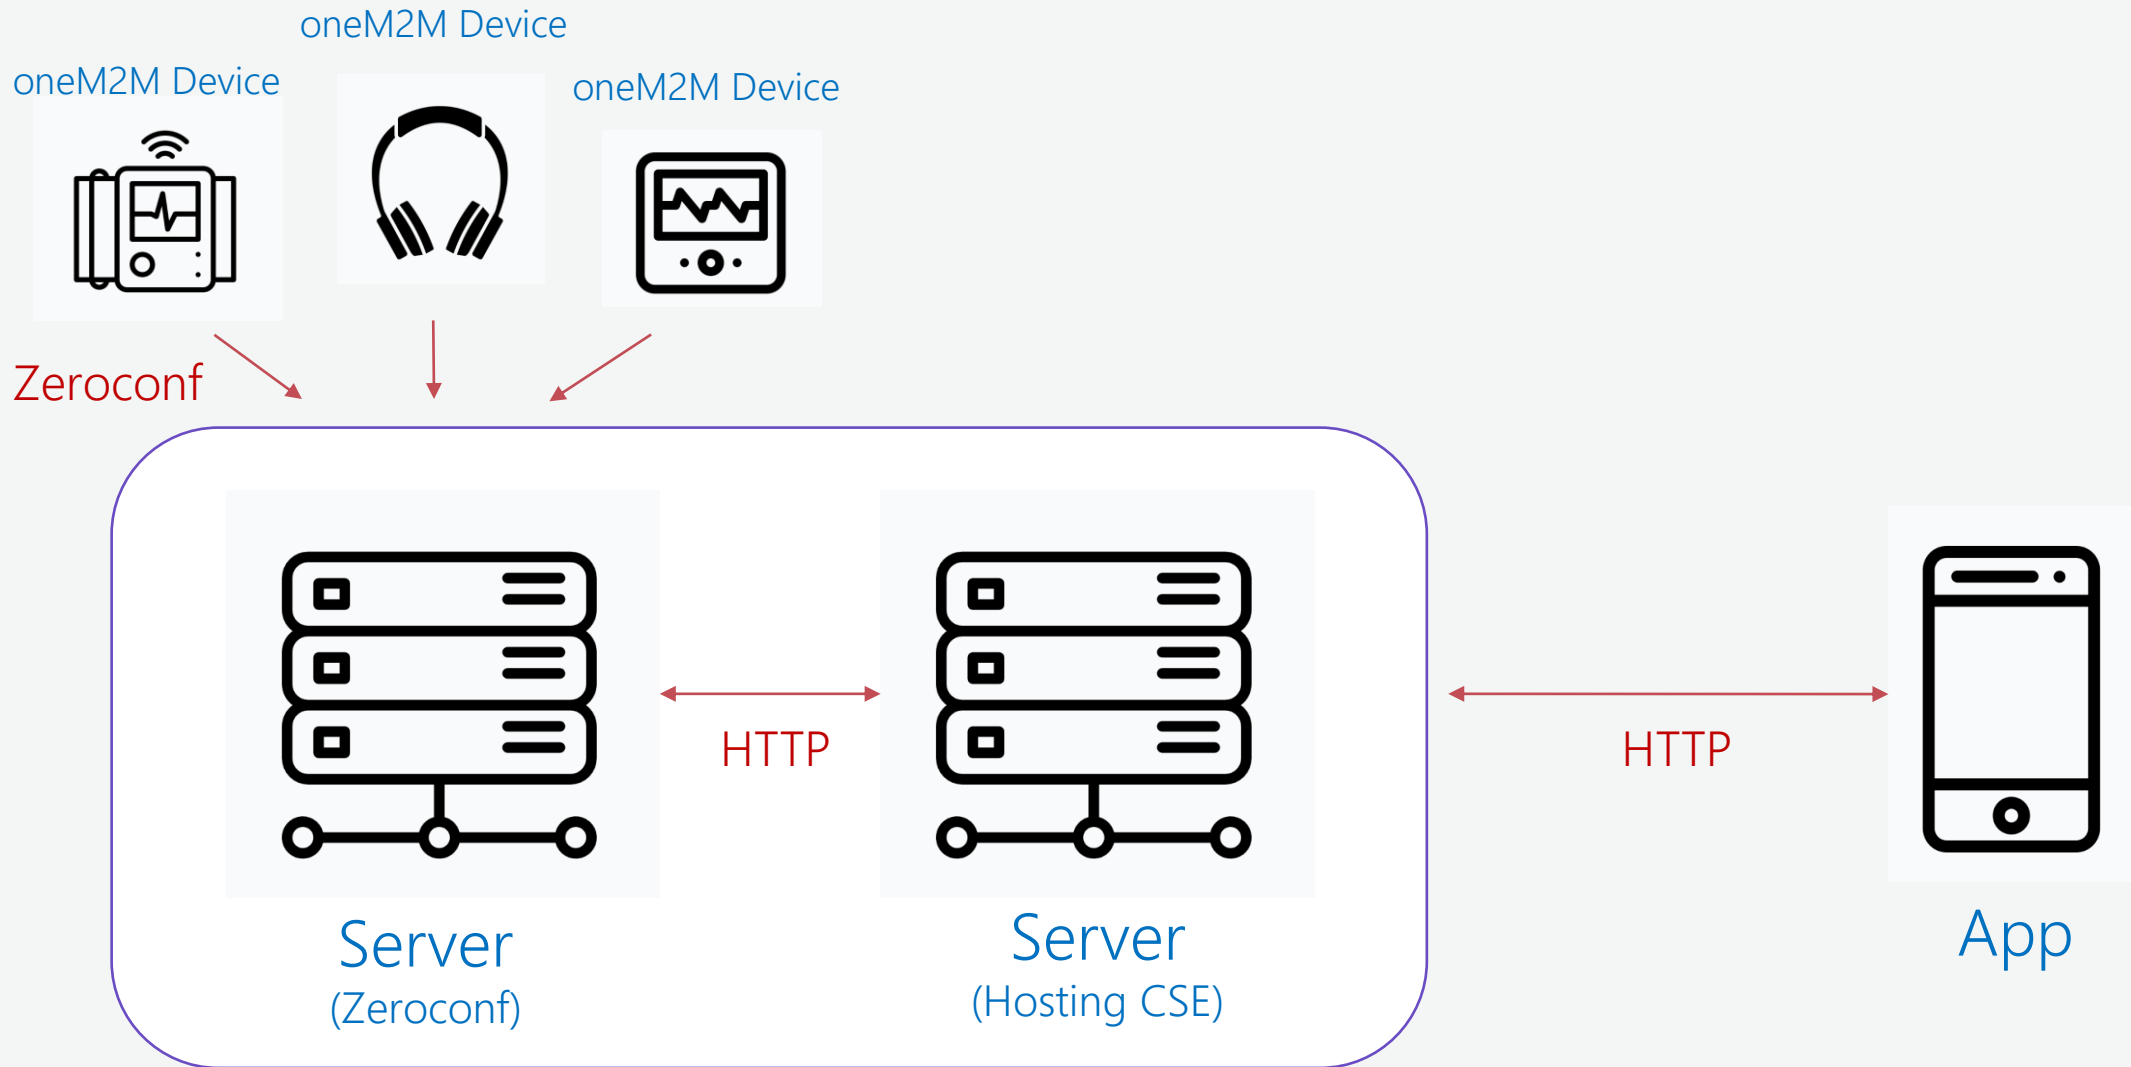 oneM2M Device
oneM2M Device
oneM2M Device
Zeroconf
HTTP
HTTP
Server
(Zeroconf)
Server
(Hosting CSE)
App